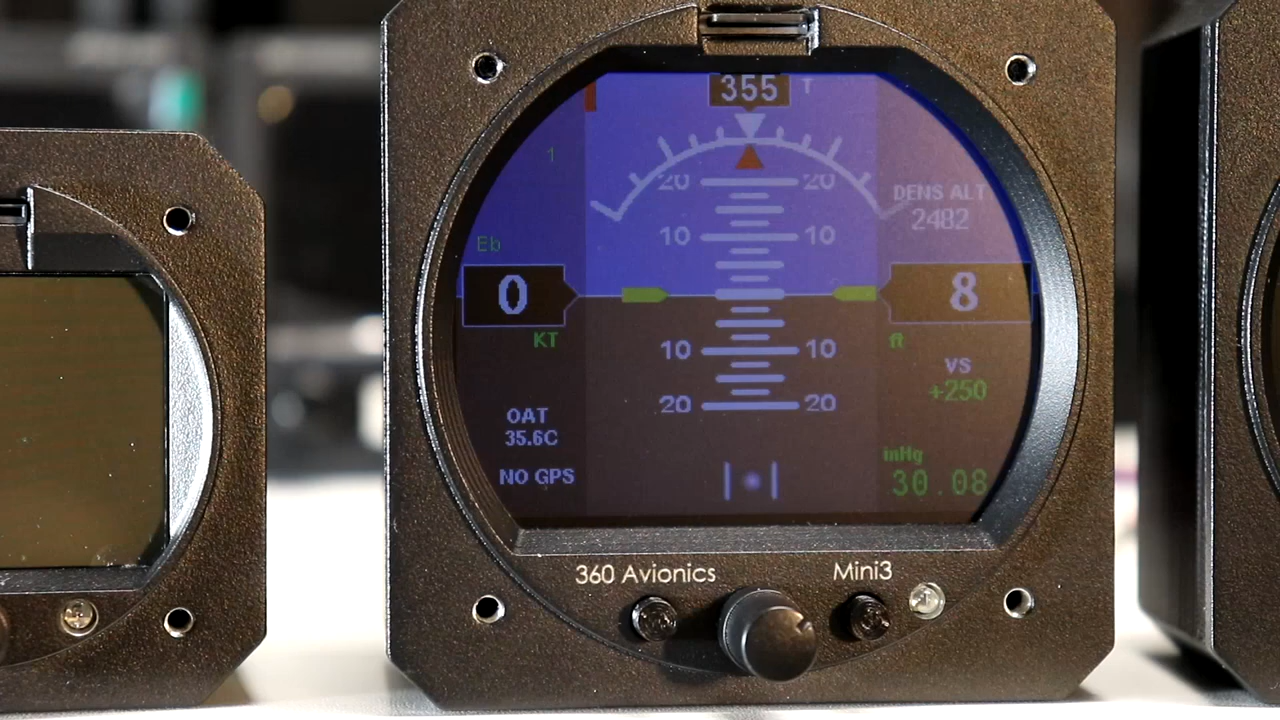 355 T
1
20 20
DENS ALT
2482
10 10
Eb
0 8
KT ft
10 10
VS
+250
20 20
OAT
35.6C
inHg
NO GPS
30.08
360 Avionics Mini3